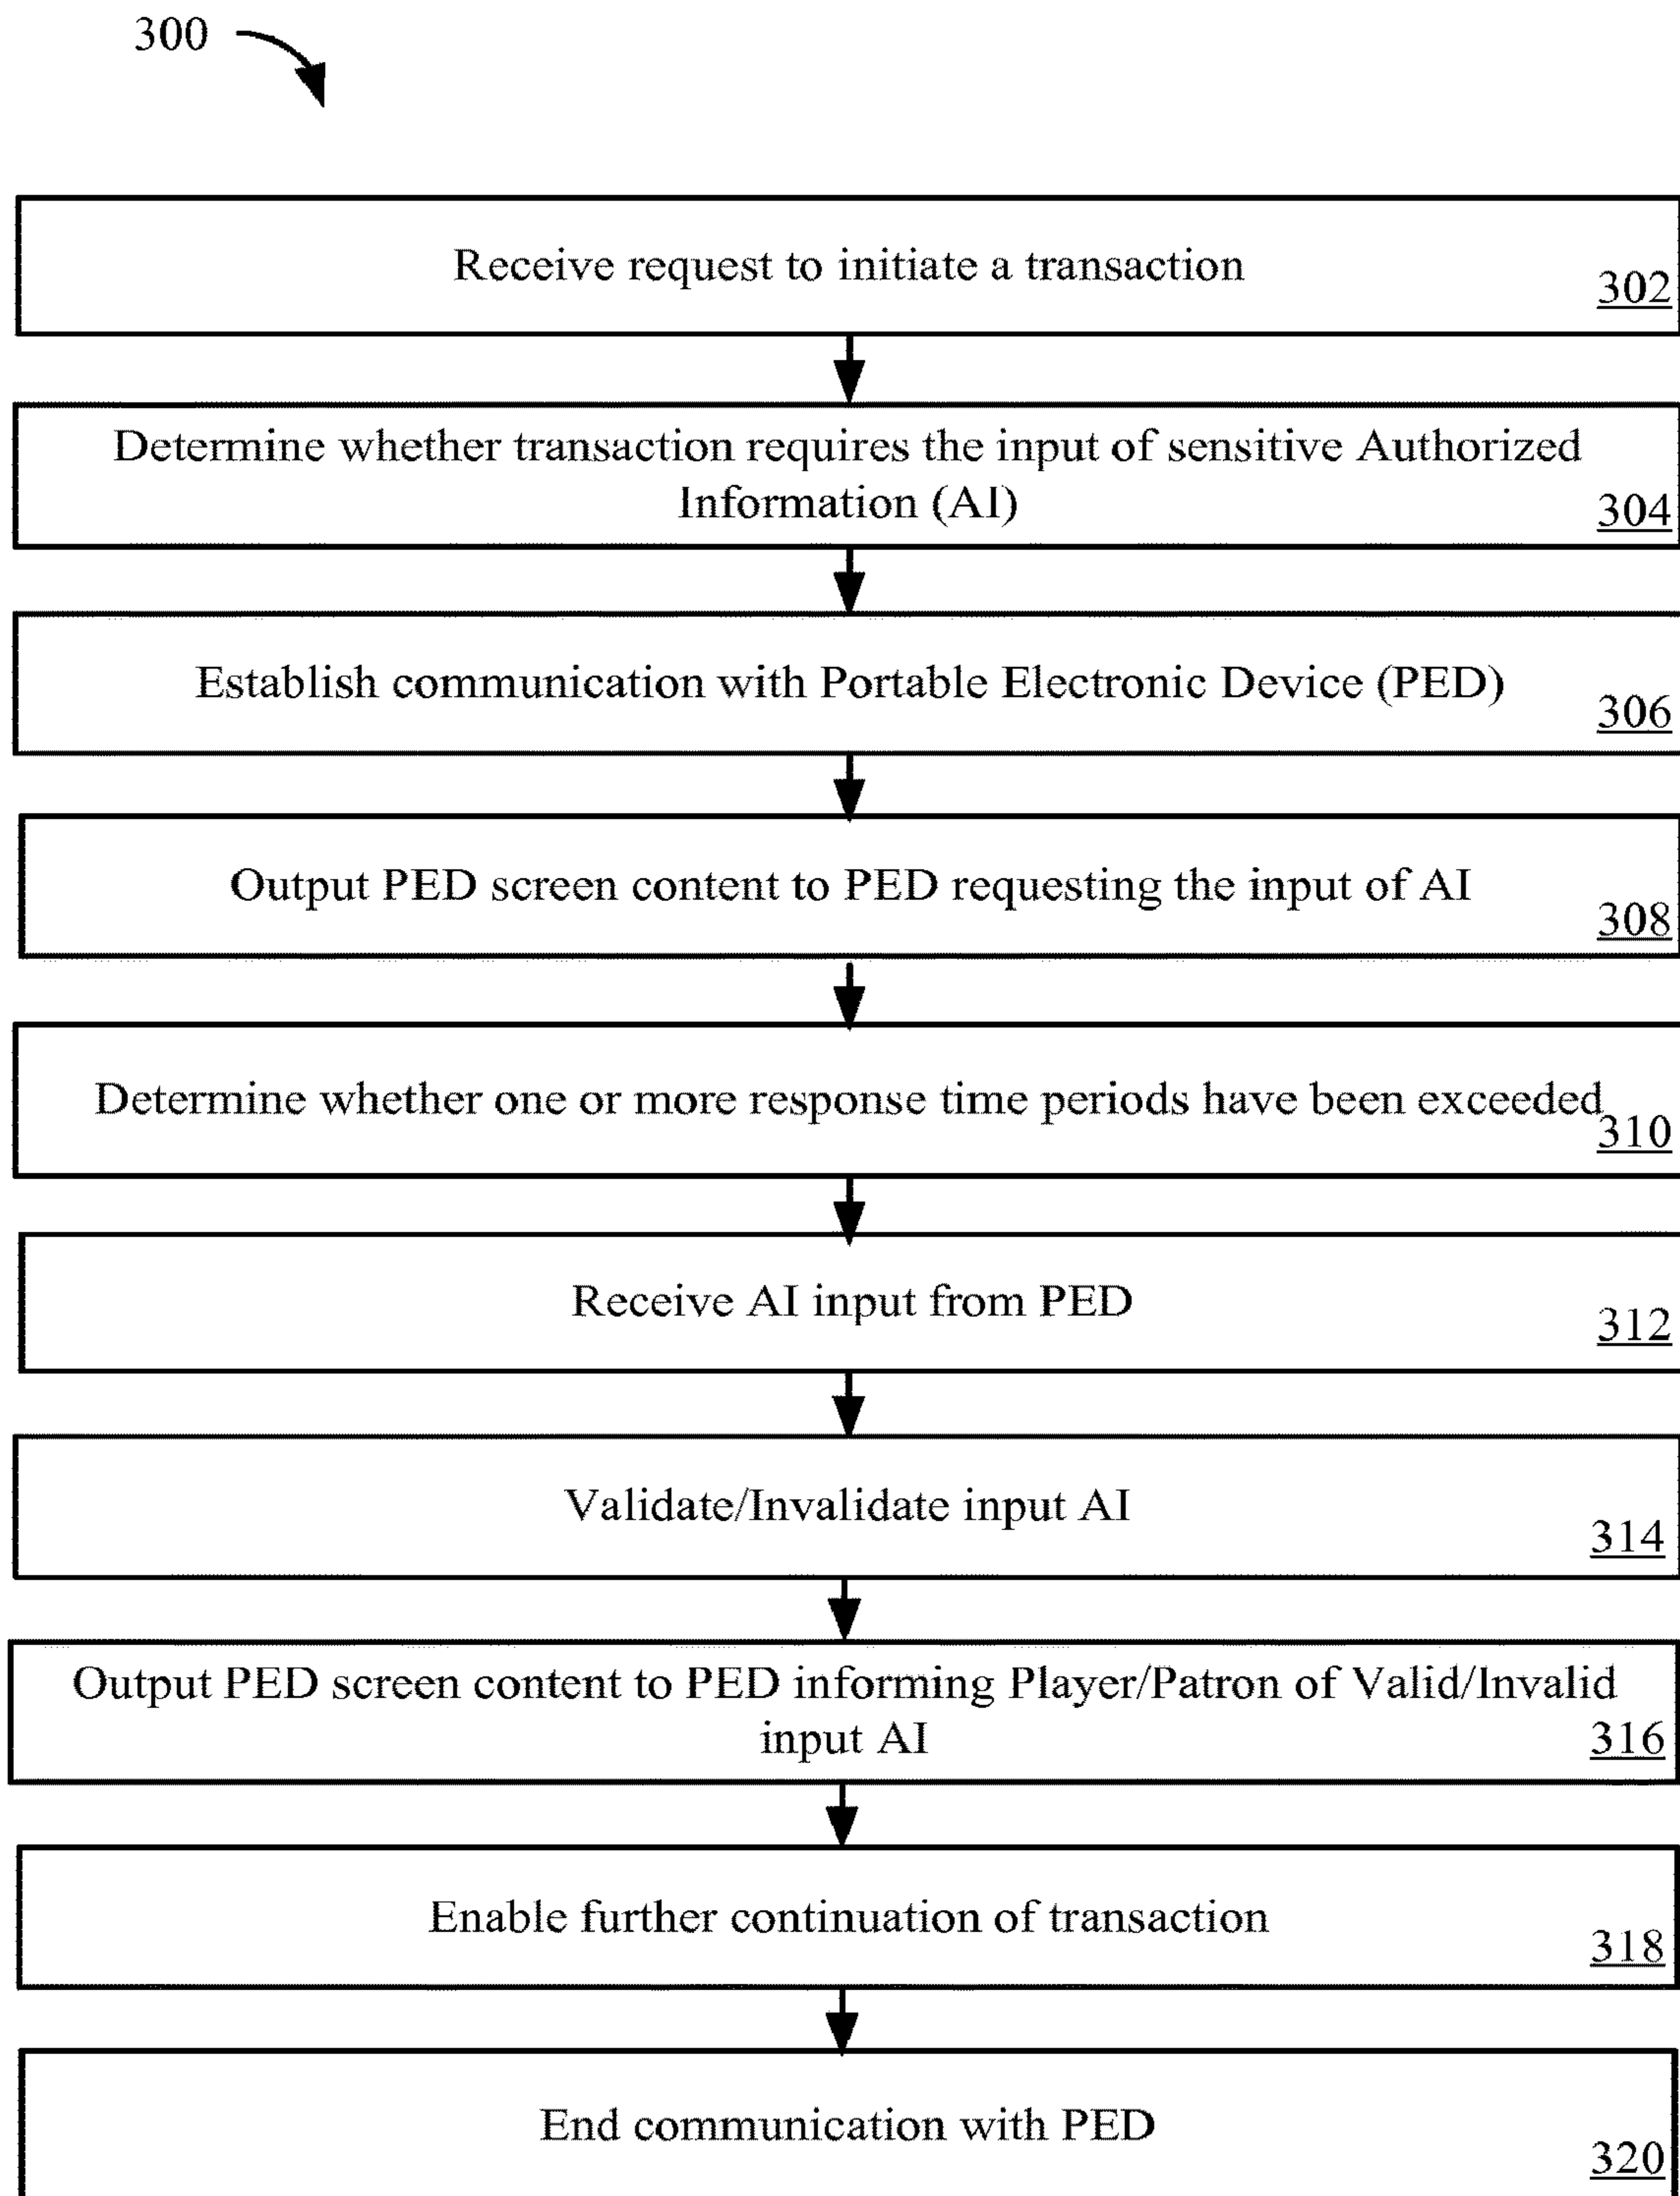 300
Receive request to initiate a transaction
302
Determine whether transaction requires the input of sensitive Authorized
Information (AI)
304
Establish communication with Portable Electronic Device (PED)
306
Output PED screen content to PED requesting the input of AI
308
Determine whether one or more response time periods have been exceeded
310
Receive AI input from PED
312
Validate/Invalidate input AI
314
Output PED screen content to PED informing Player/Patron of Valid/Invalid
input AI
316
Enable further continuation of transaction
318
End communication with PED
320